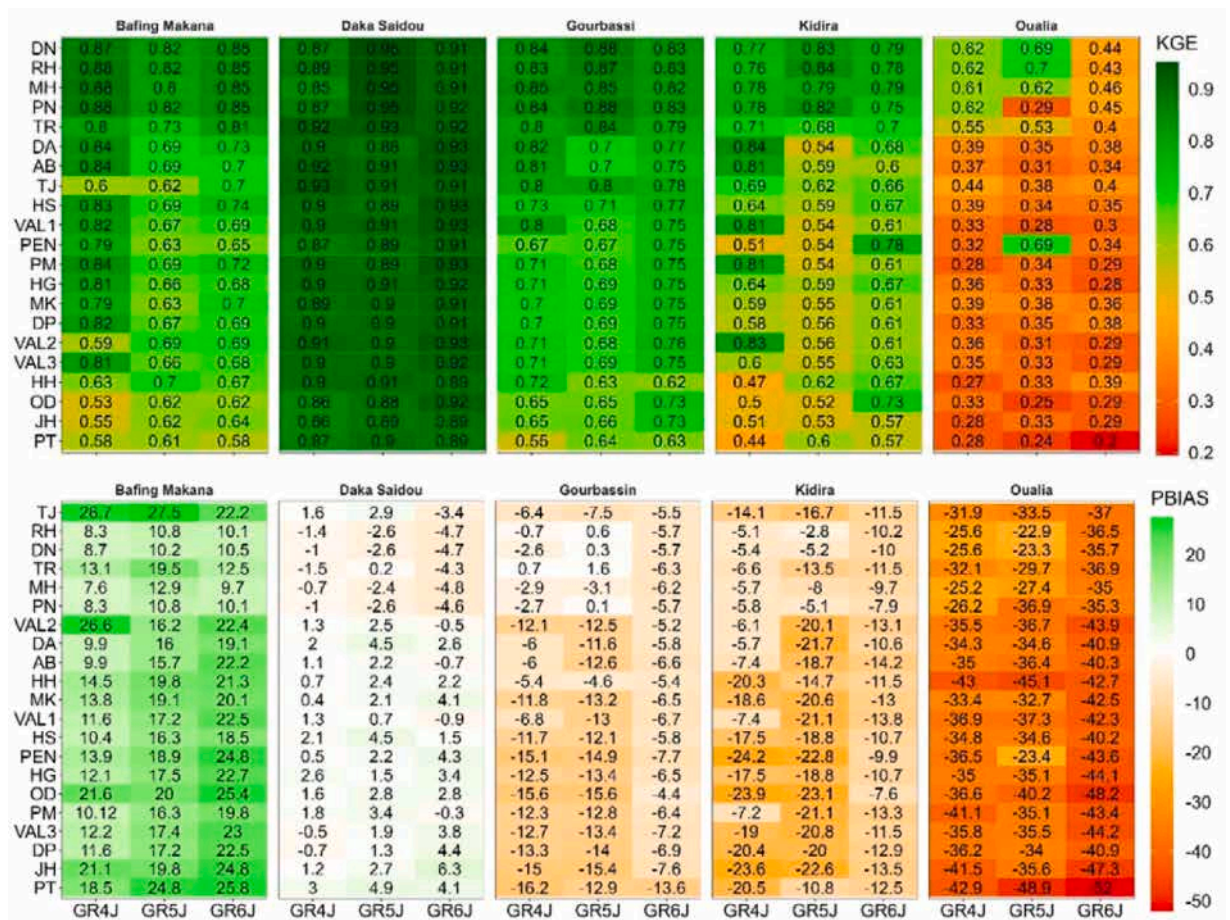 Bafing Makana Daka Saidou Gourbassi Kidira Oualia
KGE
DN 0.87 0.82 0.85 0.87 0.95 0.91 0.84 0.88 0.83 0.77 0.83 0.79 0.62 0.69 0.44
RH 0.88 0.82 0.85 0.89 0.95 0.91 0.83 0.87 0.83 0.76 0.84 0.78 0.62 0.7 0.43
MH 0.88 0.8 0.85 0.85 0.95 0.91 0.85 0.85 0.82 0.78 0.79 0.79 0.61 0.62 0.46
PN 0.88 0.82 0.85 0.87 0.95 0.92 0.84 0.88 0.83 0.78 0.82 0.75 0.62 0.29 0.45
TR 0.8 0.73 0.81 0.92 0.93 0.92 0.8 0.84 0.79 0.71 0.68 0.7 0.55 0.53 0.4
DA 0.84 0.69 0.73 0.9 0.88 0.93 0.82 0.7 0.77 0.84 0.54 0.68 0.39 0.35 0.38
AB 0.84 0.69 0.7 0.92 0.91 0.93 0.81 0.7 0.75 0.81 0.59 0.6 0.37 0.31 0.34
TJ 0.6 0.62 0.7 0.93 0.91 0.91 0.8 0.8 0.78 0.69 0.62 0.66 0.44 0.38 0.4
HS 0.83 0.69 0.74 0.9 0.89 0.93 0.73 0.71 0.77 0.64 0.59 0.67 0.39 0.34 0.35
VAL1 0.82 0.67 0.69 0.9 0.91 0.93 0.8 0.68 0.75 0.81 0.54 0.61 0.33 0.28 0.3
PEN 0.79 0.63 0.65 0.87 0.89 0.91 0.67 0.67 0.75 0.51 0.54 0.78 0.32 0.69 0.34
PM 0.84 0.69 0.72 0.9 0.89 0.93 0.71 0.68 0.75 0.81 0.54 0.61 0.28 0.34 0.29
HG 0.81 0.66 0.68 0.9 0.91 0.92 0.71 0.69 0.75 0.64 0.59 0.67 0.36 0.33 0.28
MK 0.79 0.63 0.7 0.89 0.9 0.91 0.7 0.69 0.75 0.59 0.55 0.61 0.39 0.38 0.36
DP 0.82 0.67 0.69 0.9 0.9 0.91 0.7 0.69 0.75 0.58 0.56 0.61 0.33 0.35 0.38
VAL2 0.59 0.69 0.69 0.91 0.9 0.93 0.71 0.68 0.76 0.83 0.56 0.61 0.36 0.31 0.29
VAL3 0.81 0.66 0.68 0.9 0.9 0.92 0.71 0.69 0.75 0.6 0.55 0.63 0.35 0.33 0.29
HH 0.63 0.7 0.67 0.9 0.91 0.89 0.72 0.63 0.62 0.47 0.62 0.67 0.27 0.33 0.39
OD 0.53 0.62 0.62 0.86 0.88 0.92 0.65 0.65 0.73 0.5 0.52 0.73 0.33 0.25 0.29
JH 0.55 0.62 0.64 0.86 0.89 0.89 0.65 0.66 0.73 0.51 0.53 0.57 0.28 0.33 0.29
PT 0.58 0.61 0.58 0.87 0.9 0.89 0.55 0.64 0.63 0.44 0.6 0.57 0.28 0.24 0.2
0.9
0.8
0.7
0.6
0.5
0.4
0.3
0.2
Bafing Makana Daka Saidou Gourbassin Kidira Oualia
PBIAS
TJ 26.7 27.5 22.2 1.6 2.9 -3.4 -6.4 -7.5 -5.5 -14.1 -16.7 -11.5 -31.9 -33.5 -37
RH 8.3 10.8 10.1 -1.4 -2.6 -4.7 -0.7 0.6 -5.7 -5.1 -2.8 -10.2 -25.6 -22.9 -36.5
DN 8.7 10.2 10.5 -1 -2.6 -4.7 -2.6 0.3 -5.7 -5.4 -5.2 -10 -25.6 -23.3 -35.7
TR 13.1 19.5 12.5 -1.5 0.2 -4.3 0.7 1.6 -6.3 -6.6 -13.5 -11.5 -32.1 -29.7 -36.9
MH 7.6 12.9 9.7 -0.7 -2.4 -4.8 -2.9 -3.1 -6.2 -5.7 -8 -9.7 -25.2 -27.4 -35
PN 8.3 10.8 10.1 -1 -2.6 -4.6 -2.7 0.1 -5.7 -5.8 -5.1 -7.9 -26.2 -36.9 -35.3
VAL2 26.6 16.2 22.4 1.3 2.5 -0.5 -12.1 -12.5 -5.2 -6.1 -20.1 -13.1 -35.5 -36.7 -43.9
DA 9.9 16 19.1 2 4.5 2.6 -6 -11.6 -5.8 -5.7 -21.7 -10.6 -34.3 -34.6 -40.9
AB 9.9 15.7 22.2 1.1 2.2 -0.7 -6 -12.6 -6.6 -7.4 -18.7 -14.2 -35 -36.4 -40.3
HH 14.5 19.8 21.3 0.7 2.4 2.2 -5.4 -4.6 -5.4 -20.3 -14.7 -11.5 -43 -45.1 -42.7
MK 13.8 19.1 20.1 0.4 2.1 4.1 -11.8 -13.2 -6.5 -18.6 -20.6 -13 -33.4 -32.7 -42.5
VAL1 11.6 17.2 22.5 1.3 0.7 -0.9 -6.8 -13 -6.7 -7.4 -21.1 -13.8 -36.9 -37.3 -42.3
HS 10.4 16.3 18.5 2.1 4.5 1.5 -11.7 -12.1 -5.8 -17.5 -18.8 -10.7 -34.8 -34.6 -40.2
PEN 13.9 18.9 24.8 0.5 2.2 4.3 -15.1 -14.9 -7.7 -24.2 -22.8 -9.9 -36.5 -23.4 -43.6
HG 12.1 17.5 22.7 2.6 1.5 3.4 -12.5 -13.4 -6.5 -17.5 -18.8 -10.7 -35 -35.1 -44.1
OD 21.6 20 25.4 1.6 2.8 2.8 -15.6 -15.6 -4.4 -23.9 -23.1 -7.6 -36.6 -40.2 -48.2
PM 10.12 16.3 19.8 1.8 3.4 -0.3 -12.3 -12.8 -6.4 -7.2 -21.1 -13.3 -41.1 -35.1 -43.4
VAL3 12.2 17.4 23 -0.5 1.9 3.8 -12.7 -13.4 -7.2 -19 -20.8 -11.5 -35.8 -35.5 -44.2
DP 11.6 17.2 22.5 -0.7 1.3 4.4 -13.3 -14 -6.9 -20.4 -20 -12.9 -36.2 -34 -40.9
JH 21.1 19.8 24.8 1.2 2.7 6.3 -15 -15.4 -7.6 -23.6 -22.6 -13.5 -41.5 -35.6 -47.3
PT 18.5 24.8 25.8 3 4.9 4.1 -16.2 -12.9 -13.6 -20.5 -10.8 -12.5 -42.9 -48.9 -52
GR4J GR5J GR6J GR4J GR5J GR6J GR4J GR5J GR6J GR4J GR5J GR6J GR4J GR5J GR6J
20
10
0
-10
-20
-30
-40
-50